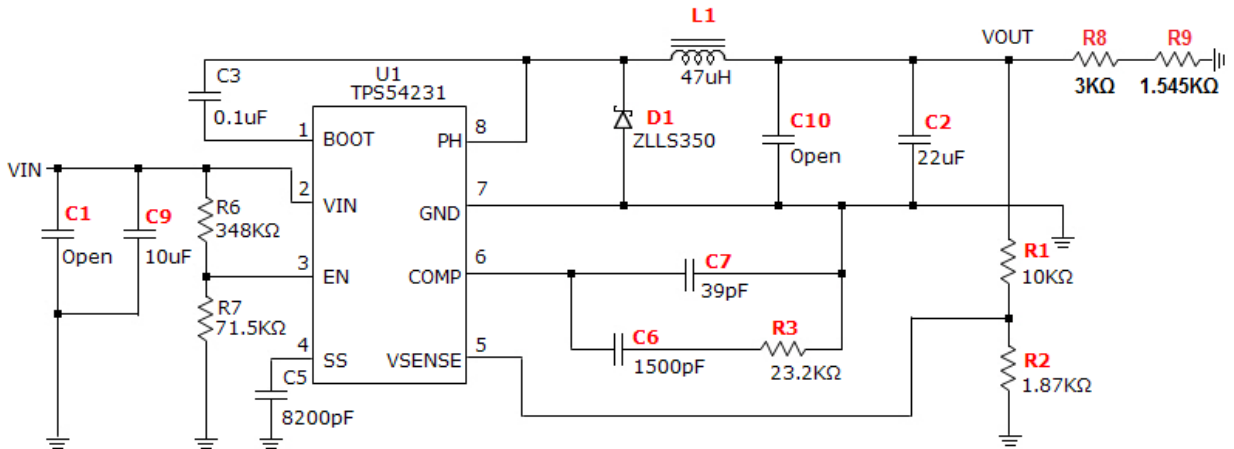 L1
47uH
VOUT
R8
3KΩ
R9
1.545KΩ
C3
0.1uF
U1
TPS54231
1
BOOT
PH
8
D1
ZLLS350
C10
Open
C2
22uF
VIN
2
VIN
GND
7
C1
Open
C9
10uF
R6
348KΩ
3
EN
COMP
6
C7
39pF
R1
10KΩ
R7
71.5KΩ
4
SS
VSENSE
5
C6
1500pF
R3
23.2KΩ
R2
1.87KΩ
C5
8200pF